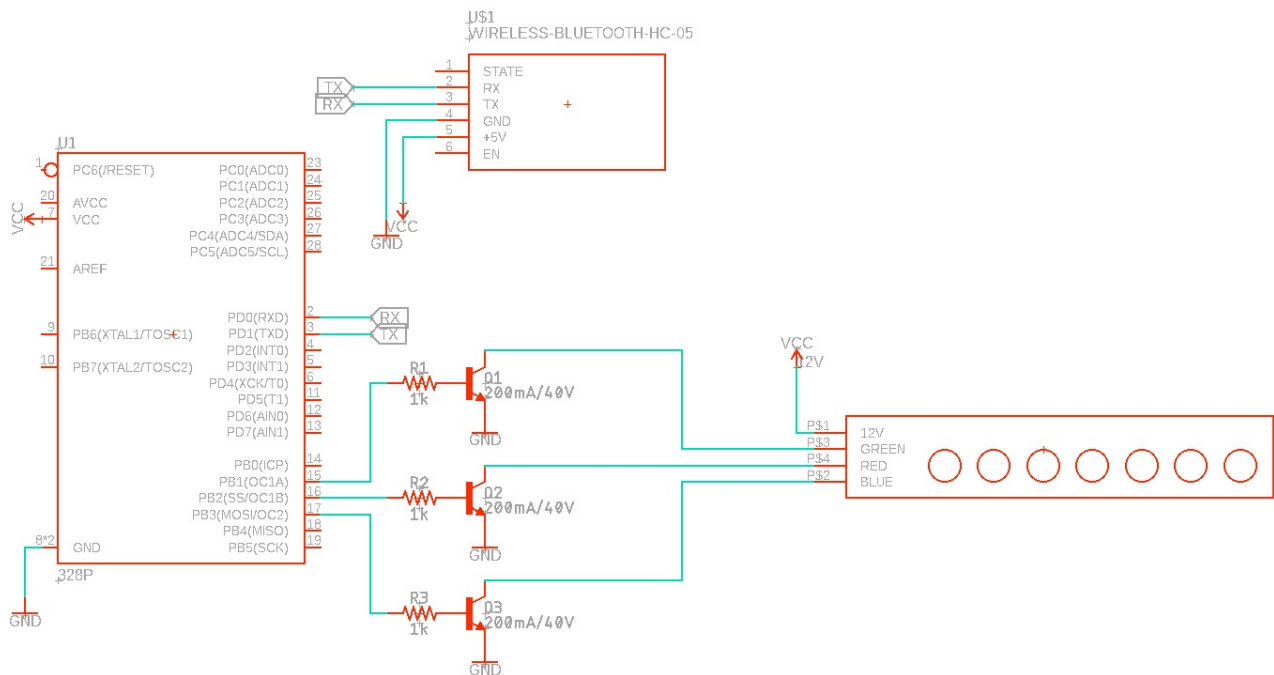 U$1
WIRELESS-BLUETOOTH-HC-05
1 STATE
TX 2 RX
RX 3 TX
4 GND
5 +5V
6 EN
VCC
GND
U1
1 PC6(/RESET) PC0(ADC0) 23
PC1(ADC1) 24
20 AVCC PC2(ADC2) 25
VCC 7 VCC PC3(ADC3) 26
PC4(ADC4/SDA) 27
PC5(ADC5/SCL) 28
21 AREF
PD0(RXD) 2 RX
9 PB6(XTAL1/TOSC1) PD1(TXD) 3 TX
PD2(INT0) 4
10 PB7(XTAL2/TOSC2) PD3(INT1) 5
PD4(XCK/T0) 6
PD5(T1) 11
PD6(AIN0) 12
PD7(AIN1) 13
PB0(ICP) 14
PB1(OC1A) 15
PB2(SS/OC1B) 16
PB3(MOSI/OC2) 17
PB4(MISO) 18
8*2 GND PB5(SCK) 19
328P
GND
R1
1k
Q1
200mA/40V
GND
R2
1k
Q2
200mA/40V
GND
R3
1k
Q3
200mA/40V
GND
VCC
12V
P$1 12V
P$3 GREEN
P$4 RED
P$2 BLUE